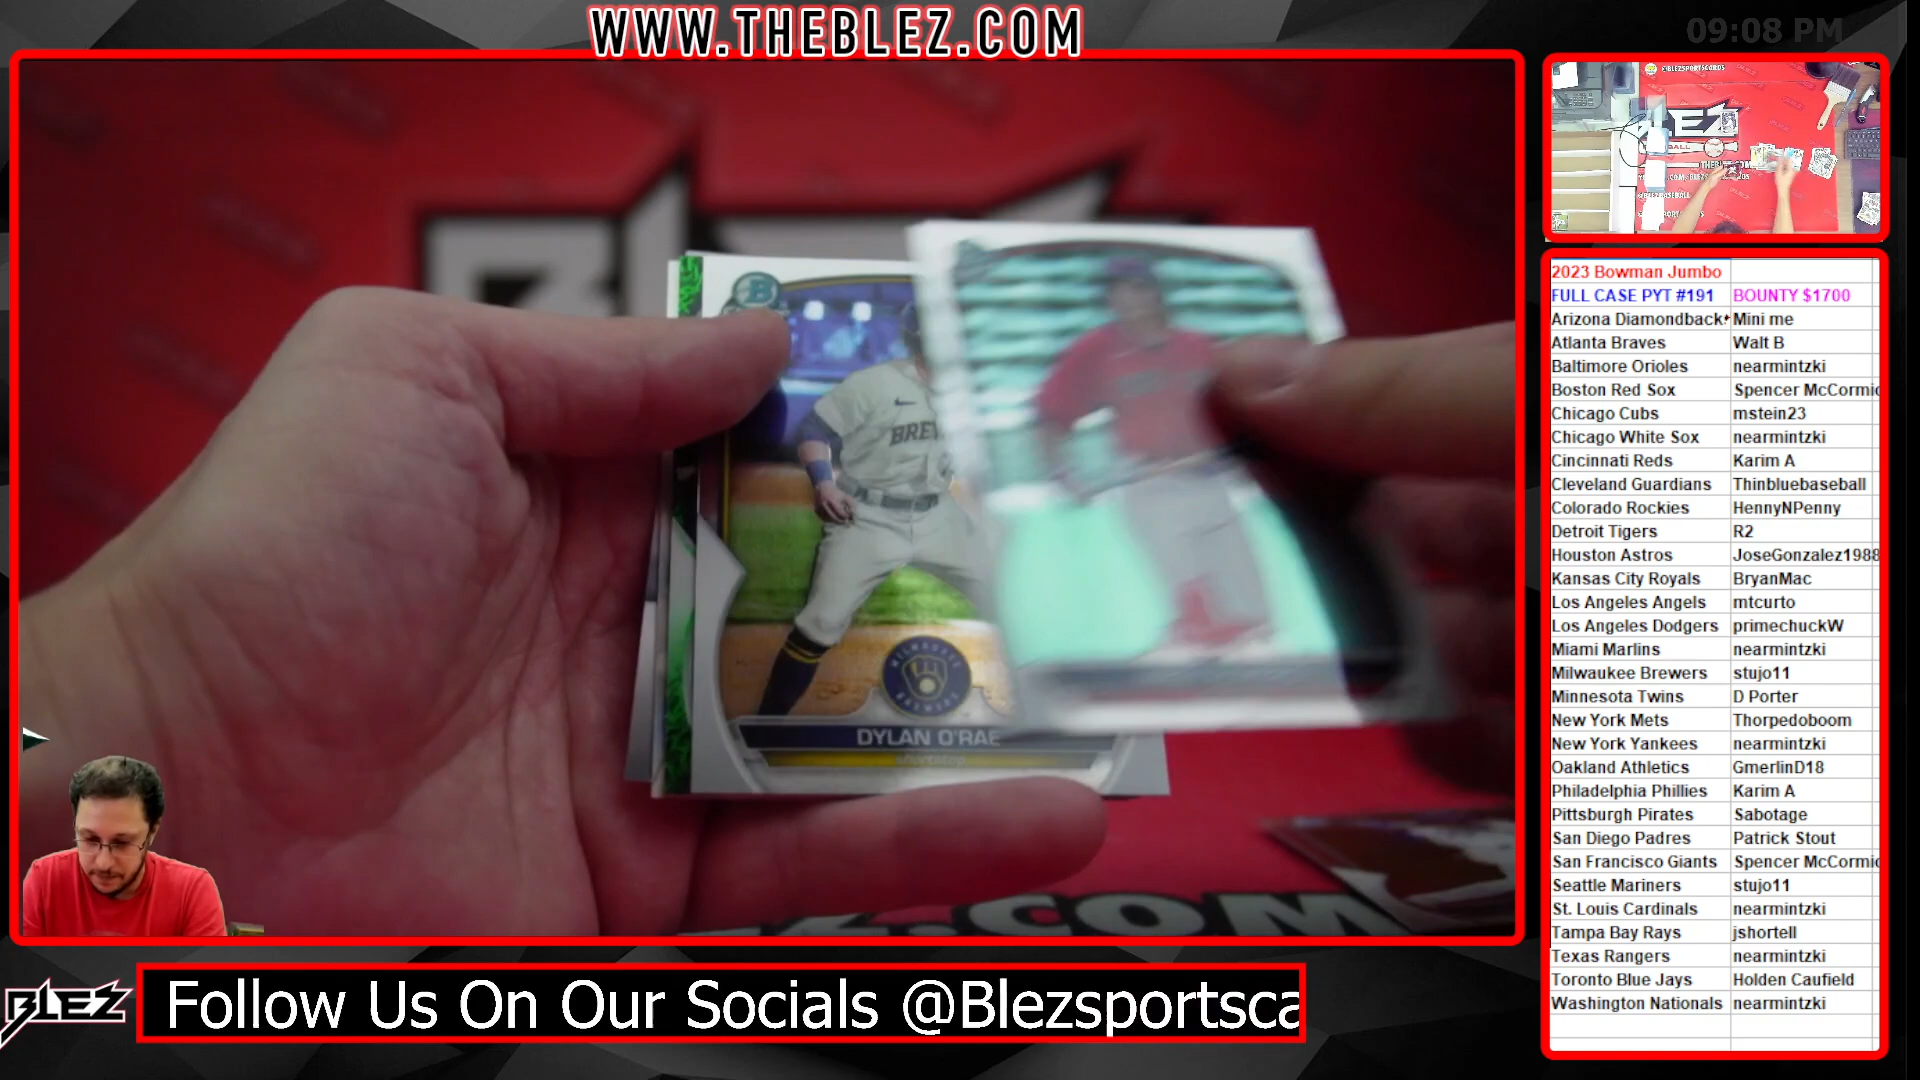 WWW.THEBLEZ.COM
09:08 PM
@BLEZSPORTSCARDS
BREW
DYLAN O'RAE
shortstop
MILWAUKEE
BREWERS
Z.COM
2023 Bowman Jumbo
FULL CASE PYT #191 BOUNTY $1700
Arizona Diamondback Mini me
Atlanta Braves Walt B
Baltimore Orioles nearmintzki
Boston Red Sox Spencer McCormic
Chicago Cubs mstein23
Chicago White Sox nearmintzki
Cincinnati Reds Karim A
Cleveland Guardians Thinbluebaseball
Colorado Rockies HennyNPenny
Detroit Tigers R2
Houston Astros JoseGonzalez1988
Kansas City Royals BryanMac
Los Angeles Angels mtcurto
Los Angeles Dodgers primechuckW
Miami Marlins nearmintzki
Milwaukee Brewers stujo11
Minnesota Twins D Porter
New York Mets Thorpedoboom
New York Yankees nearmintzki
Oakland Athletics GmerlinD18
Philadelphia Phillies Karim A
Pittsburgh Pirates Sabotage
San Diego Padres Patrick Stout
San Francisco Giants Spencer McCormic
Seattle Mariners stujo11
St. Louis Cardinals nearmintzki
Tampa Bay Rays jshortell
Texas Rangers nearmintzki
Toronto Blue Jays Holden Caufield
Washington Nationals nearmintzki
BLEZ
Follow Us On Our Socials @Blezsportsca